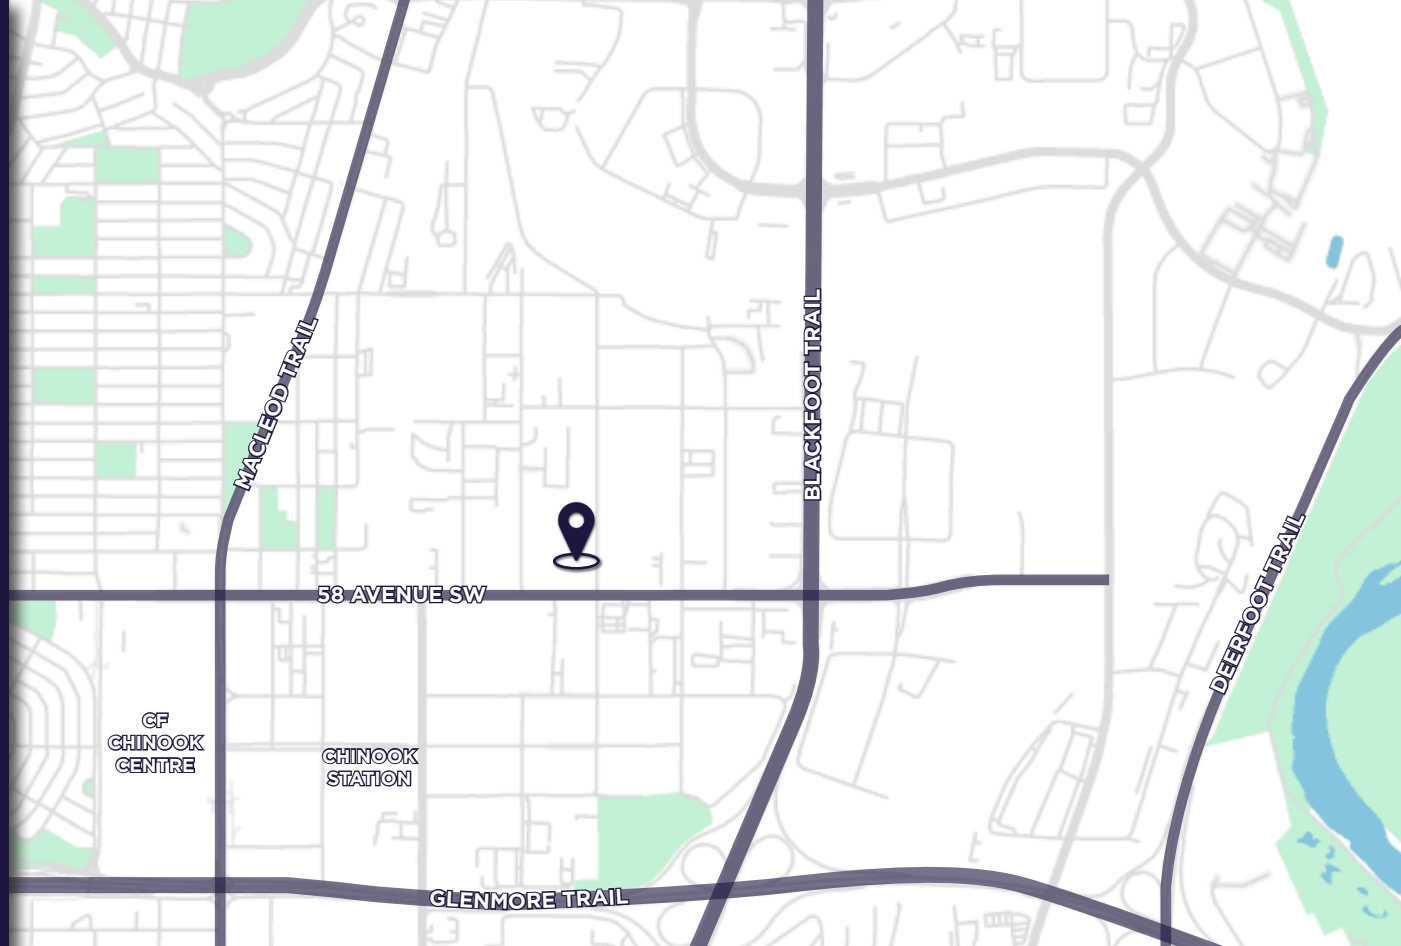 BLACKFOOT TRAIL
MACLEOD TRAIL
58 AVENUE SW
DEERFOOT TRAIL
CF
CHINOOK
CENTRE
CHINOOK
STATION
GLENMORE TRAIL